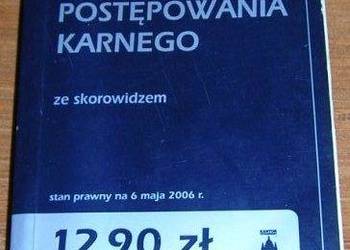 POSTĘPOWANIA
KARNEGO
ze skorowidzem
stan prawny na 6 maja 2006 r.
12,90 zł